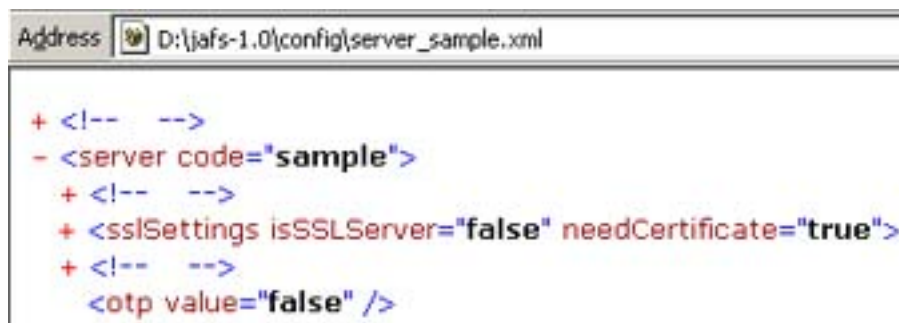 Address D:\jafs-1.0\config\server_sample.xml
+ <!-- -->
- <server code="sample">
+ <!-- -->
+ <sslSettings isSSLServer="false" needCertificate="true">
+ <!-- -->
<otp value="false" />